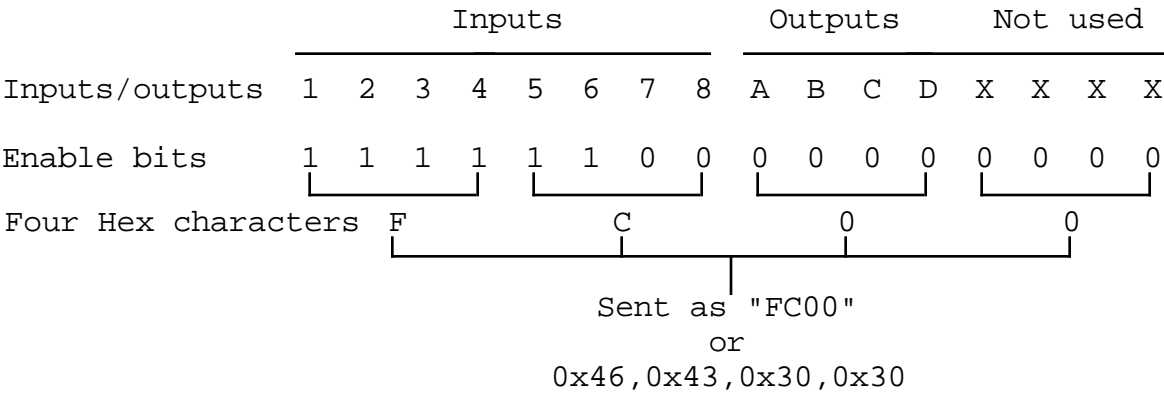 Inputs Outputs Not used
Inputs/outputs 1 2 3 4 5 6 7 8 A B C D X X X X
Enable bits 1 1 1 1 1 1 0 0 0 0 0 0 0 0 0 0
Four Hex characters F C 0 0
Sent as "FC00"
or
0x46,0x43,0x30,0x30